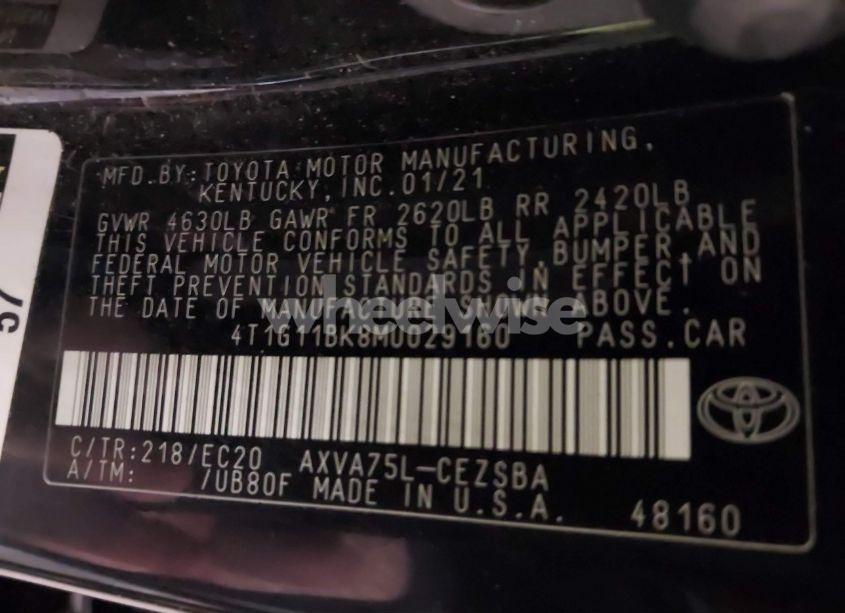 MFD.BY:TOYOTA MOTOR MANUFACTURING,
KENTUCKY,INC.01/21
GVWR 4630LB GAWR FR 2620LB RR 2420LB
THIS VEHICLE CONFORMS TO ALL APPLICABLE
FEDERAL MOTOR VEHICLE SAFETY,BUMPER,AND
THEFT PREVENTION STANDARDS IN EFFECT ON
THE DATE OF MANUFACTURE SHOWN ABOVE.
4T1G11BK8MU029160 PASS.CAR
C/TR:218/EC20 AXVA75L-CEZSBA
A/TM: /UB80F MADE IN U.S.A. 48160
wheelwise
57